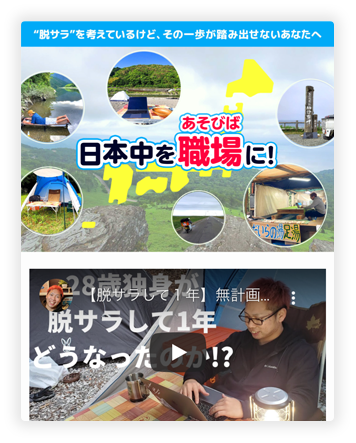 “脱サラ”を考えているけど、その一歩が踏み出せないあなたへ
あそびば
日本中を職場に!
【脱サラして１年】無計画...
28歳独身が
脱サラして1年
どうなったのか!?